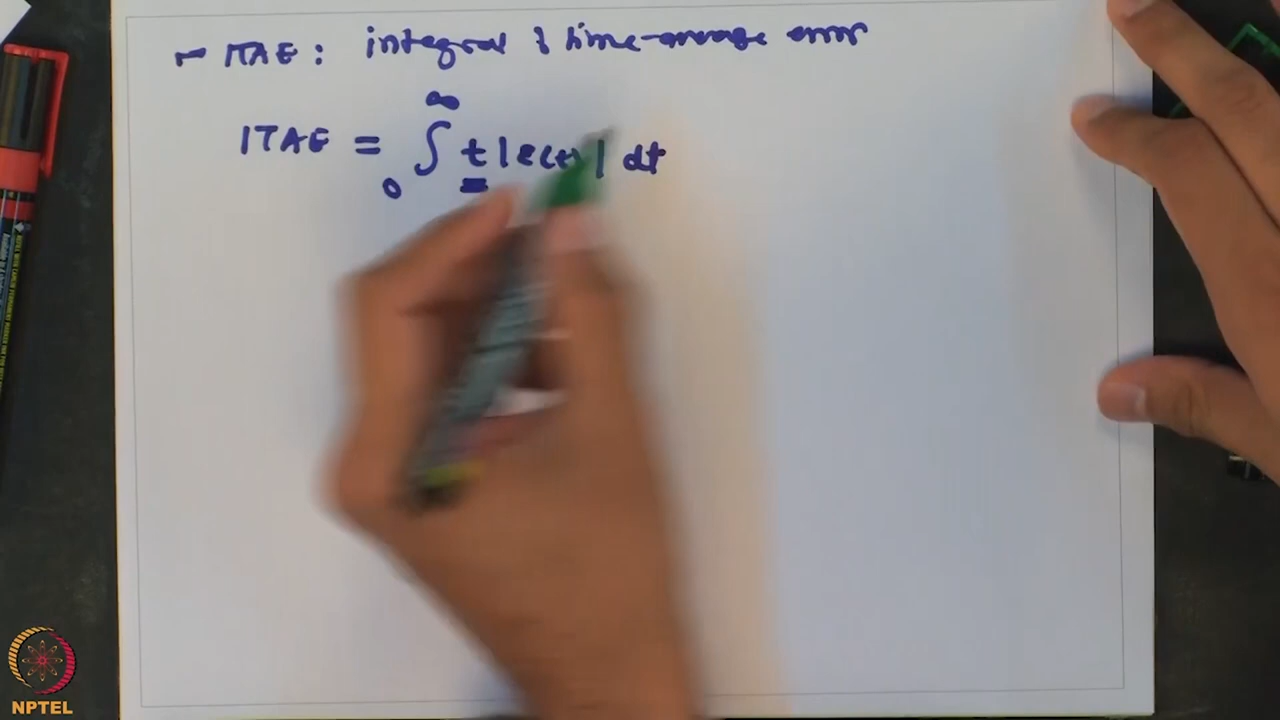 ITAE : integral of time-average error
ITAE = ∫₀^∞ t |e(t)| dt
NPTEL